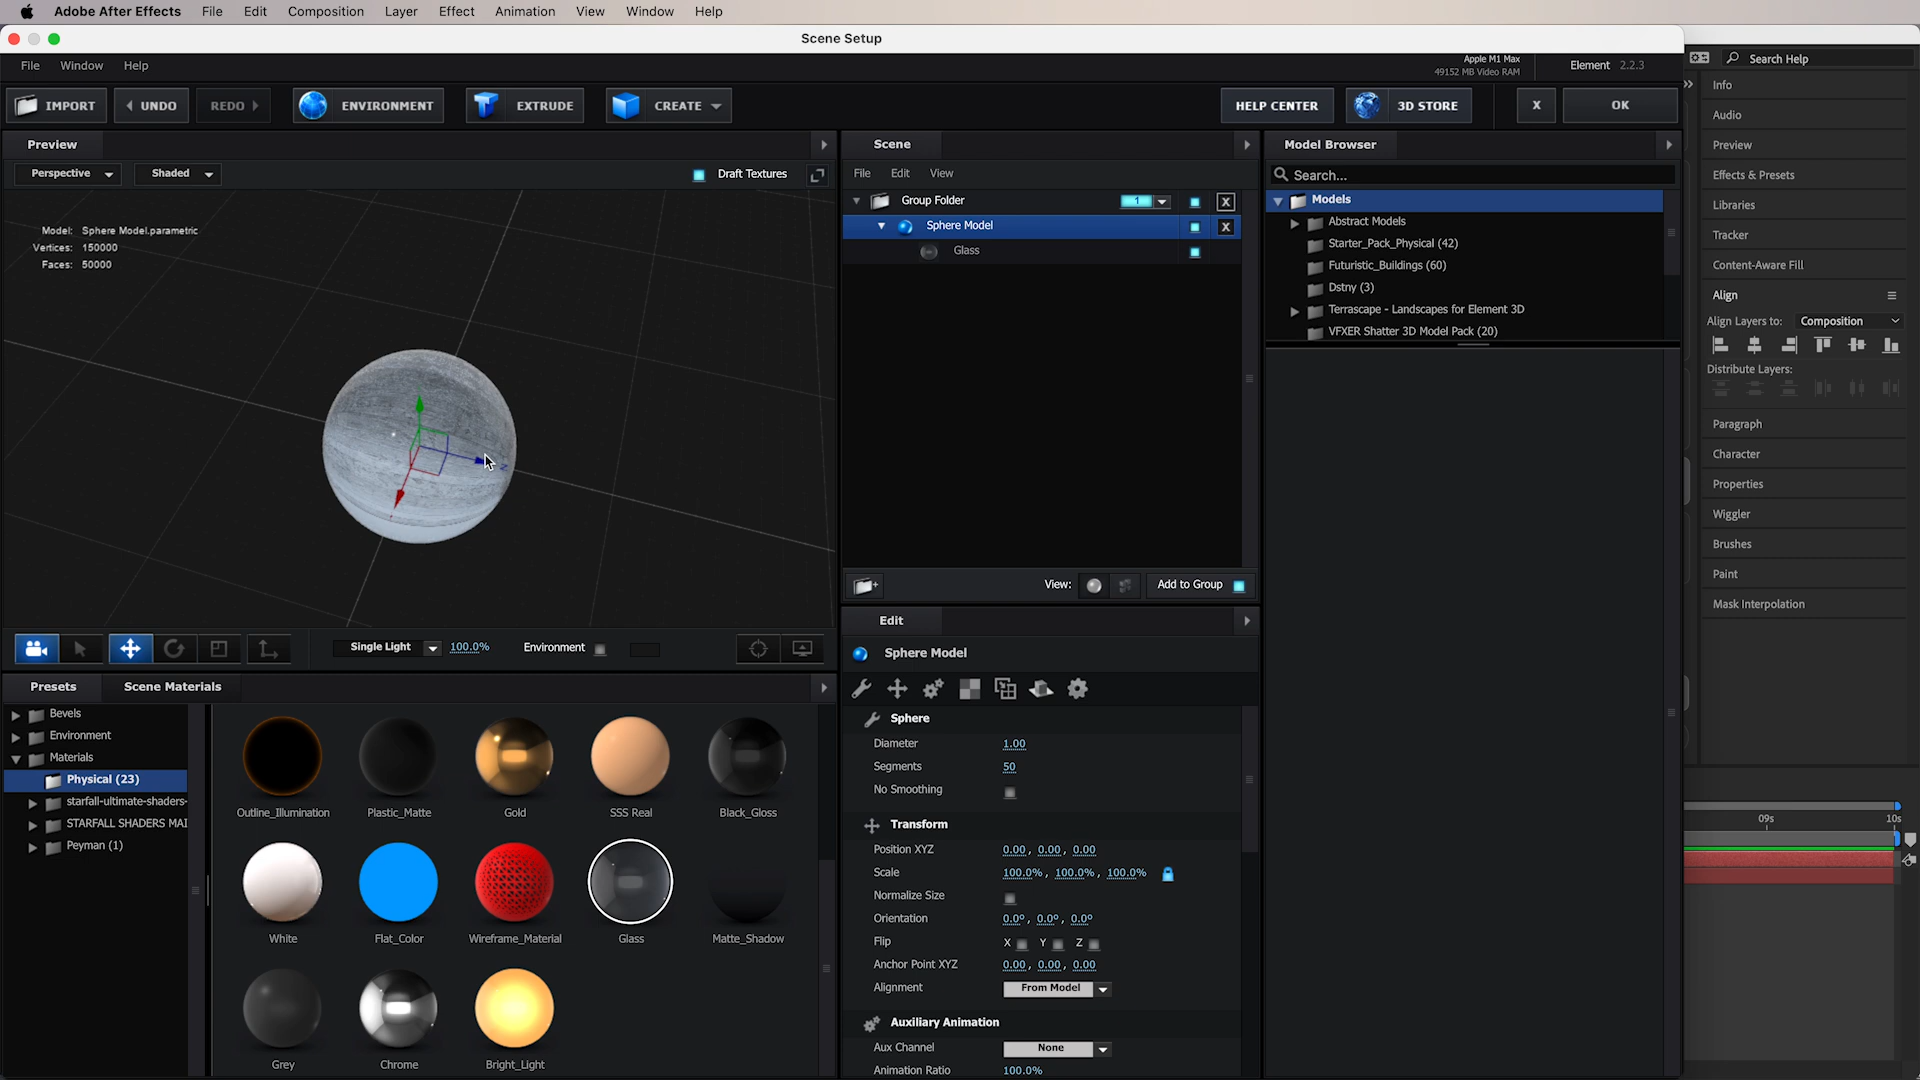 Adobe After Effects File Edit Composition Layer Effect Animation View Window Help
Scene Setup
File Window Help
Apple M1 Max
49152 MB Video RAM
Element 2.2.3
Search Help
IMPORT UNDO REDO ENVIRONMENT EXTRUDE CREATE HELP CENTER 3D STORE X OK
Preview
Perspective Shaded Draft Textures
Model: Sphere Model.parametric
Vertices: 150000
Faces: 50000
Z
Single Light 100.0% Environment
Scene
File Edit View
Group Folder 1 X
Sphere Model X
Glass
View: Add to Group
Model Browser
Search...
Models
Abstract Models
Starter_Pack_Physical (42)
Futuristic_Buildings (60)
Dstny (3)
Terrascape - Landscapes for Element 3D
VFXER Shatter 3D Model Pack (20)
Info
Audio
Preview
Effects & Presets
Libraries
Tracker
Content-Aware Fill
Align
Align Layers to: Composition
Distribute Layers:
Paragraph
Character
Properties
Wiggler
Brushes
Paint
Mask Interpolation
09s 10s
Presets Scene Materials
Bevels
Environment
Materials
Physical (23)
starfall-ultimate-shaders-
STARFALL SHADERS MAI
Peyman (1)
Outline_Illumination Plastic_Matte Gold SSS Real Black_Gloss
White Flat_Color Wireframe_Material Glass Matte_Shadow
Grey Chrome Bright_Light
Edit
Sphere Model
Sphere
Diameter 1.00
Segments 50
No Smoothing
Transform
Position XYZ 0.00, 0.00, 0.00
Scale 100.0%, 100.0%, 100.0%
Normalize Size
Orientation 0.0º, 0.0º, 0.0º
Flip X Y Z
Anchor Point XYZ 0.00, 0.00, 0.00
Alignment From Model
Auxiliary Animation
Aux Channel None
Animation Ratio 100.0%